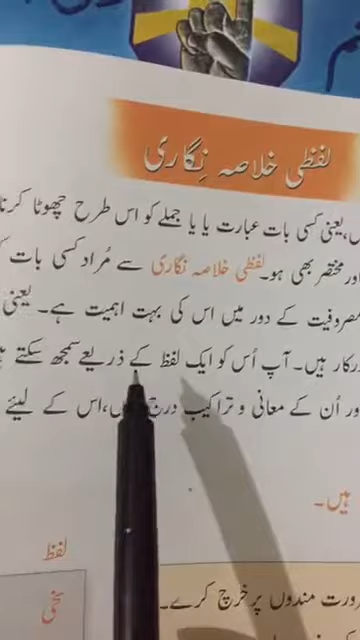 لفظی خلاصہ نِگاری
یعنی کسی بات عبارت یا یا جملے کو اس طرح چھوٹا کرنا
اور مختصر بھی ہو۔ لفظی خلاصہ نگاری سے مُراد کسی بات
مصروفیت کے دور میں اس کی بہت اہمیت ہے۔ یعنی
درکار ہیں۔ آپ اُس کو ایک لفظ کے ذریعے سمجھ سکتے
اور اُن کے معانی و تراکیب درج ہیں، اس کے لیئے
ہیں۔
لفظ
ضرورت مندوں پر خرچ کرے۔
سخی